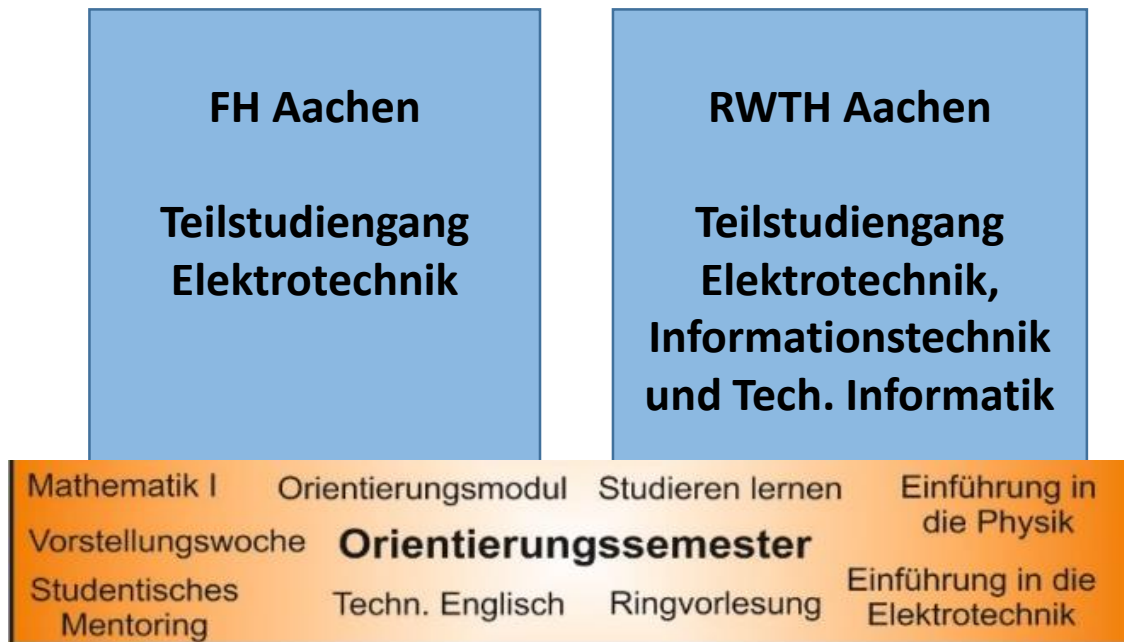 FH Aachen
Teilstudiengang
Elektrotechnik
RWTH Aachen
Teilstudiengang
Elektrotechnik,
Informationstechnik
und Tech. Informatik
Mathematik I
Orientierungsmodul
Studieren lernen
Einführung in
die Physik
Vorstellungswoche
Orientierungssemester
Studentisches
Mentoring
Techn. Englisch
Ringvorlesung
Einführung in die
Elektrotechnik